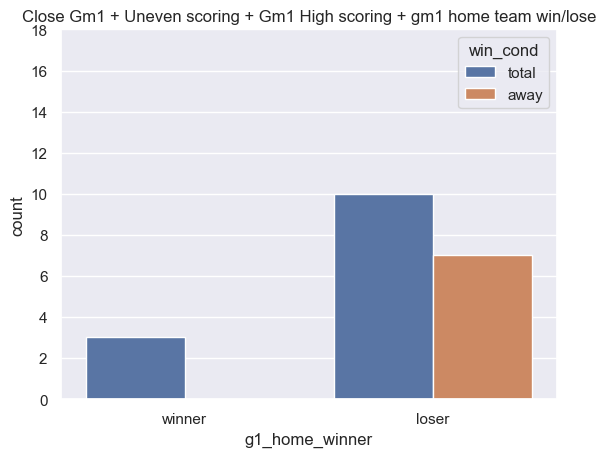 Close Gm1 + Uneven scoring + Gm1 High scoring + gm1 home team win/lose
18
16
14
12
10
8
6
4
2
0
count
win_cond
total
away
winner loser
g1_home_winner